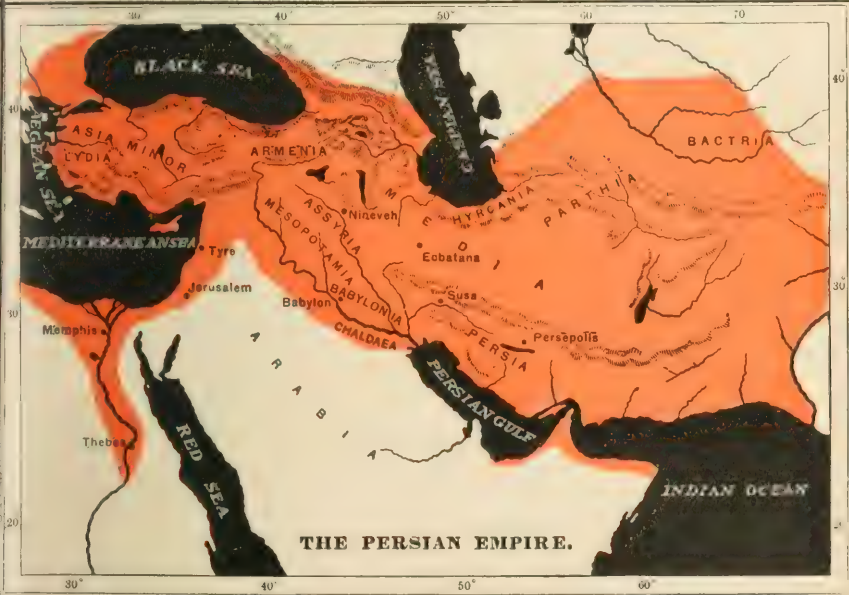 30 40° 50° 60 70
BLACK SEA
40°
40
AEGEAN SEA
ASIA MINOR
LYDIA
ARMENIA
BACTRIA
MEDIA
HYRCANIA
PARTHIA
ASSYRIA
Nineveh
MESOPOTAMIA
MEDITERRANEAN SEA
Tyre
Ecbatana
Jerusalem
BABYLONIA
Babylon
Susa
30°
30
Memphis
CHALDAEA
PERSIA
Persepolis
ARABIA
PERSIAN GULF
Thebes
RED SEA
INDIAN OCEAN
20
THE PERSIAN EMPIRE.
30° 40° 50° 60°